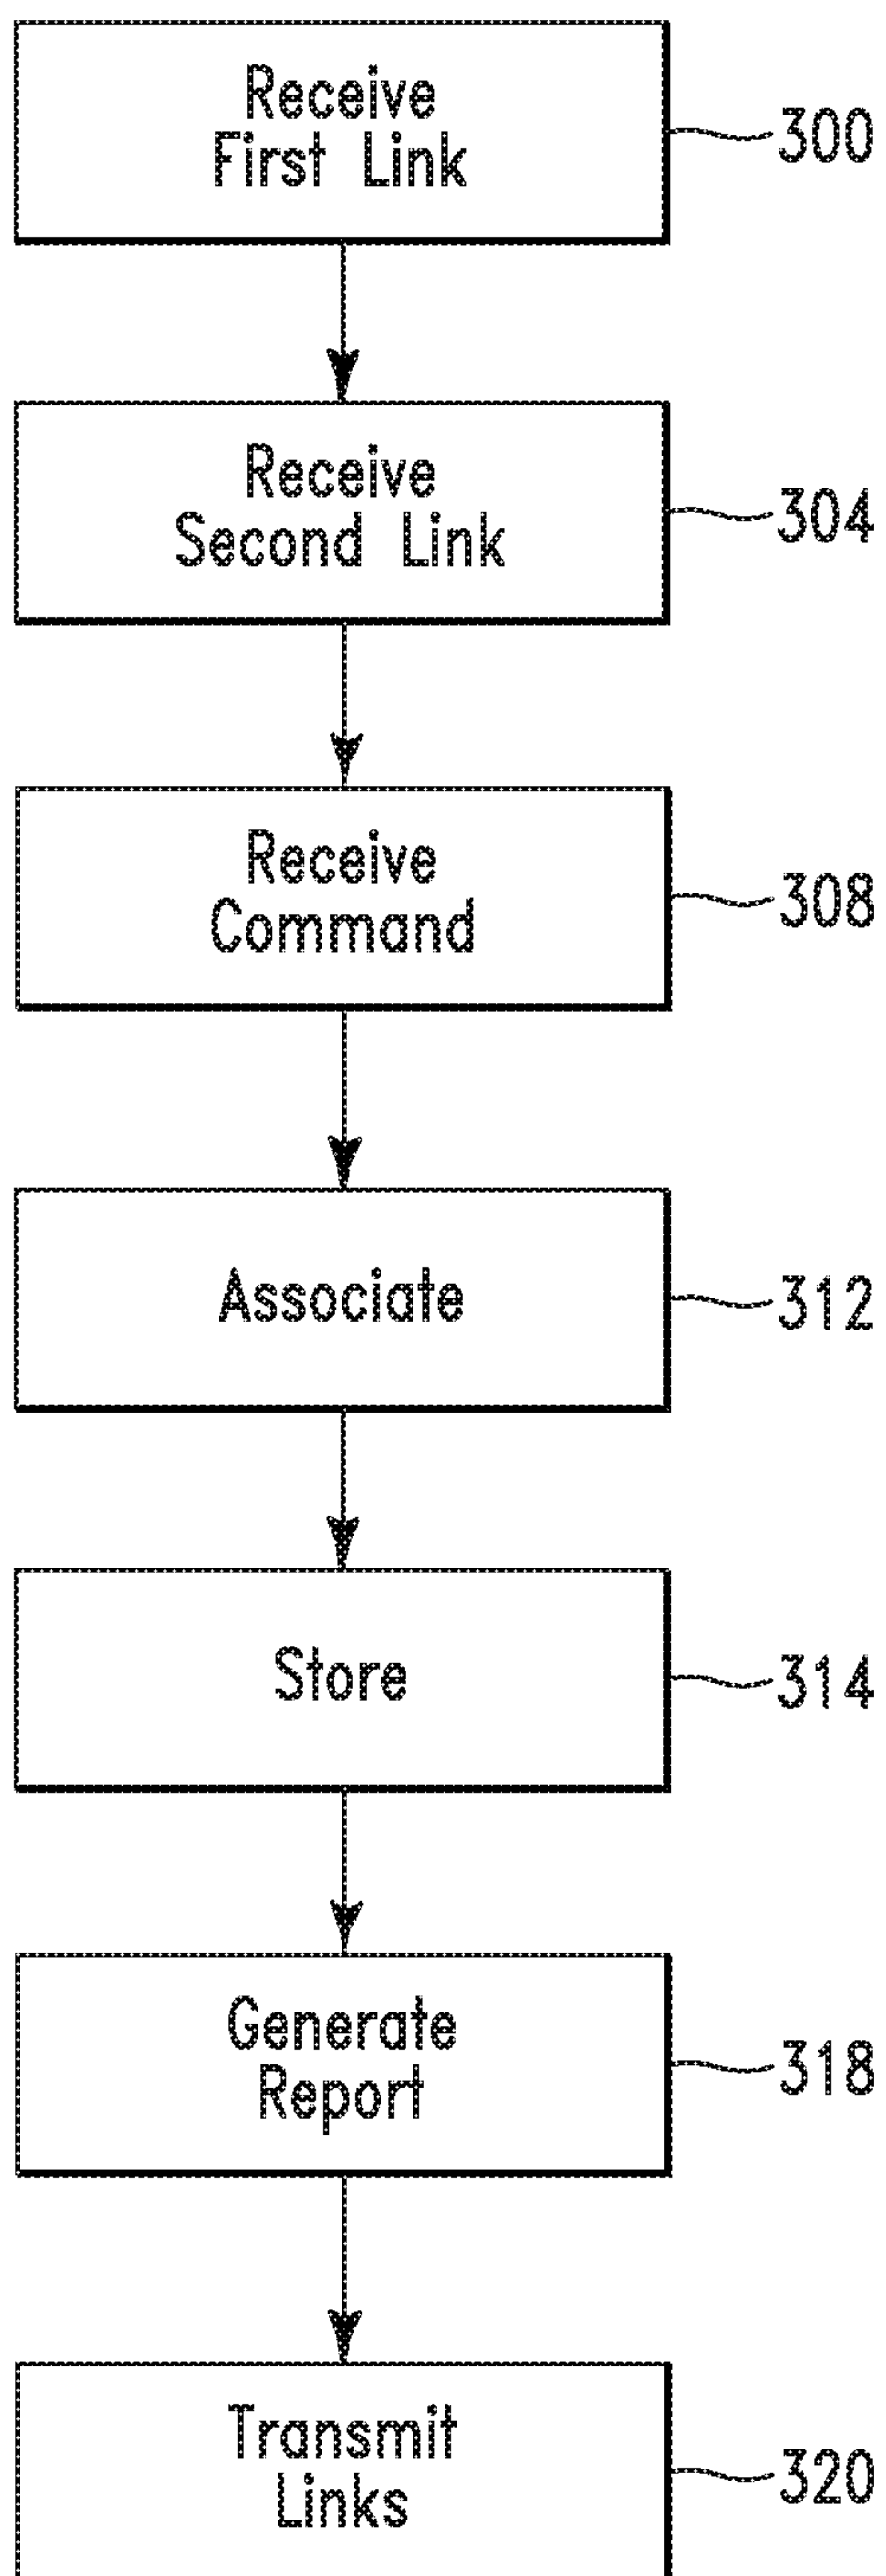 Receive
First Link
300
Receive
Second Link
304
Receive
Command
308
Associate
312
Store
314
Generate
Report
318
Transmit
Links
320